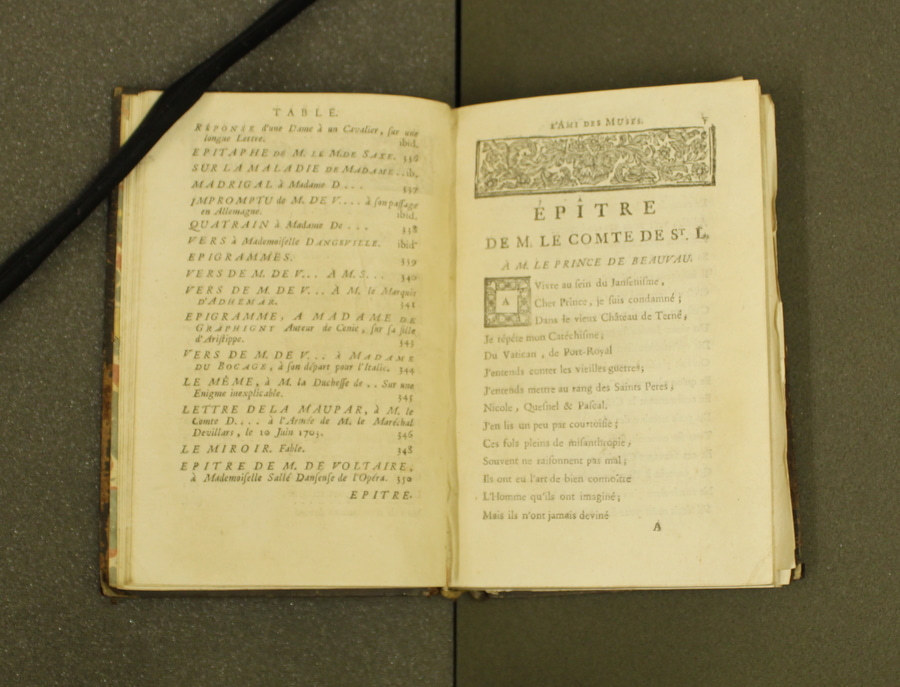 TABLE.
RÉPONSE d'une Dame à un Cavalier, sur une
longue Lettre. ibid.
EPITAPHE DE M. LE M. DE SAXE. 336
SUR LA MALADIE DE MADAME.. ib.
MADRIGAL à Madame D... 337
IMPROMPTU de M. DE V.... à son passage
en Allemagne. ibid.
QUATRAIN à Madame De ... 338
VERS à Mademoiselle DANGEVILLE. ibid.
EPIGRAMMES. 339
VERS DE M. DE V... A M. S... 340
VERS DE M. DE V... A M. le Marquis
D'ADHEMAR. 341
EPIGRAMME, A MADAME DE
GRAPHIGNY Auteur de Cenie, sur sa fille
d'Aristippe. 343
VERS DE M. DE V... à MADAME
DU BOCAGE, à son départ pour l'Italie. 344
LE MÊME, à M. la Duchesse de .. Sur une
Enigme inexplicable. 345
LETTRE DE LA MAUPAR, à M. le
Comte D.... à l'Armée de M. le Maréchal
Devillars, le 10 Juin 1703. 346
LE MIROIR. Fable. 348
EPITRE DE M. DE VOLTAIRE,
à Mademoiselle Sallé Danseuse de l'Opéra. 350
EPITRE.
L'AMI DES MUSES.
ÉPÎTRE
DE M. LE COMTE DE ST. L.
À M. LE PRINCE DE BEAUVAU.
A Vivre au sein du Jansenisme,
Cher Prince, je suis condamné;
Dans le vieux Château de Ternê,
Je répéte mon Catéchisme;
Du Vatican, de Port-Royal
J'entends conter les vieilles guerres;
J'entends mettre au rang des Saints Peres,
Nicole, Quesnel & Pascal.
J'en lis un peu par courtoisie;
Ces fols pleins de misanthropie,
Souvent ne raisonnent pas mal;
Ils ont eu l'art de bien connoître
L'Homme qu'ils ont imaginé;
Mais ils n'ont jamais deviné
A